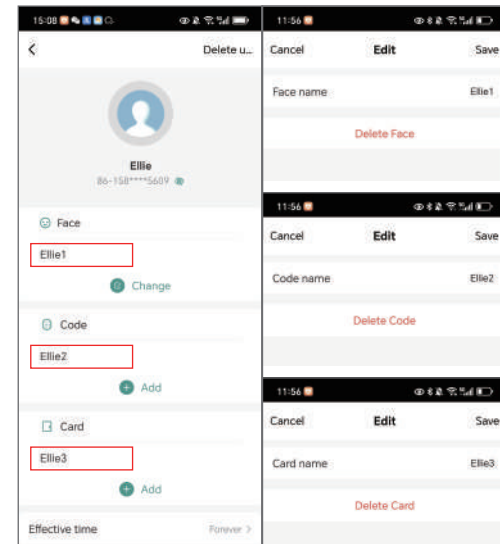 15:08
Delete u...
Ellie
86-158****5609
Face
Ellie1
Change
Code
Ellie2
Add
Card
Ellie3
Add
Effective time
Forever >
11:56
Cancel Edit Save
Face name Ellie1
Delete Face
11:56
Cancel Edit Save
Code name Ellie2
Delete Code
11:56
Cancel Edit Save
Card name Ellie3
Delete Card